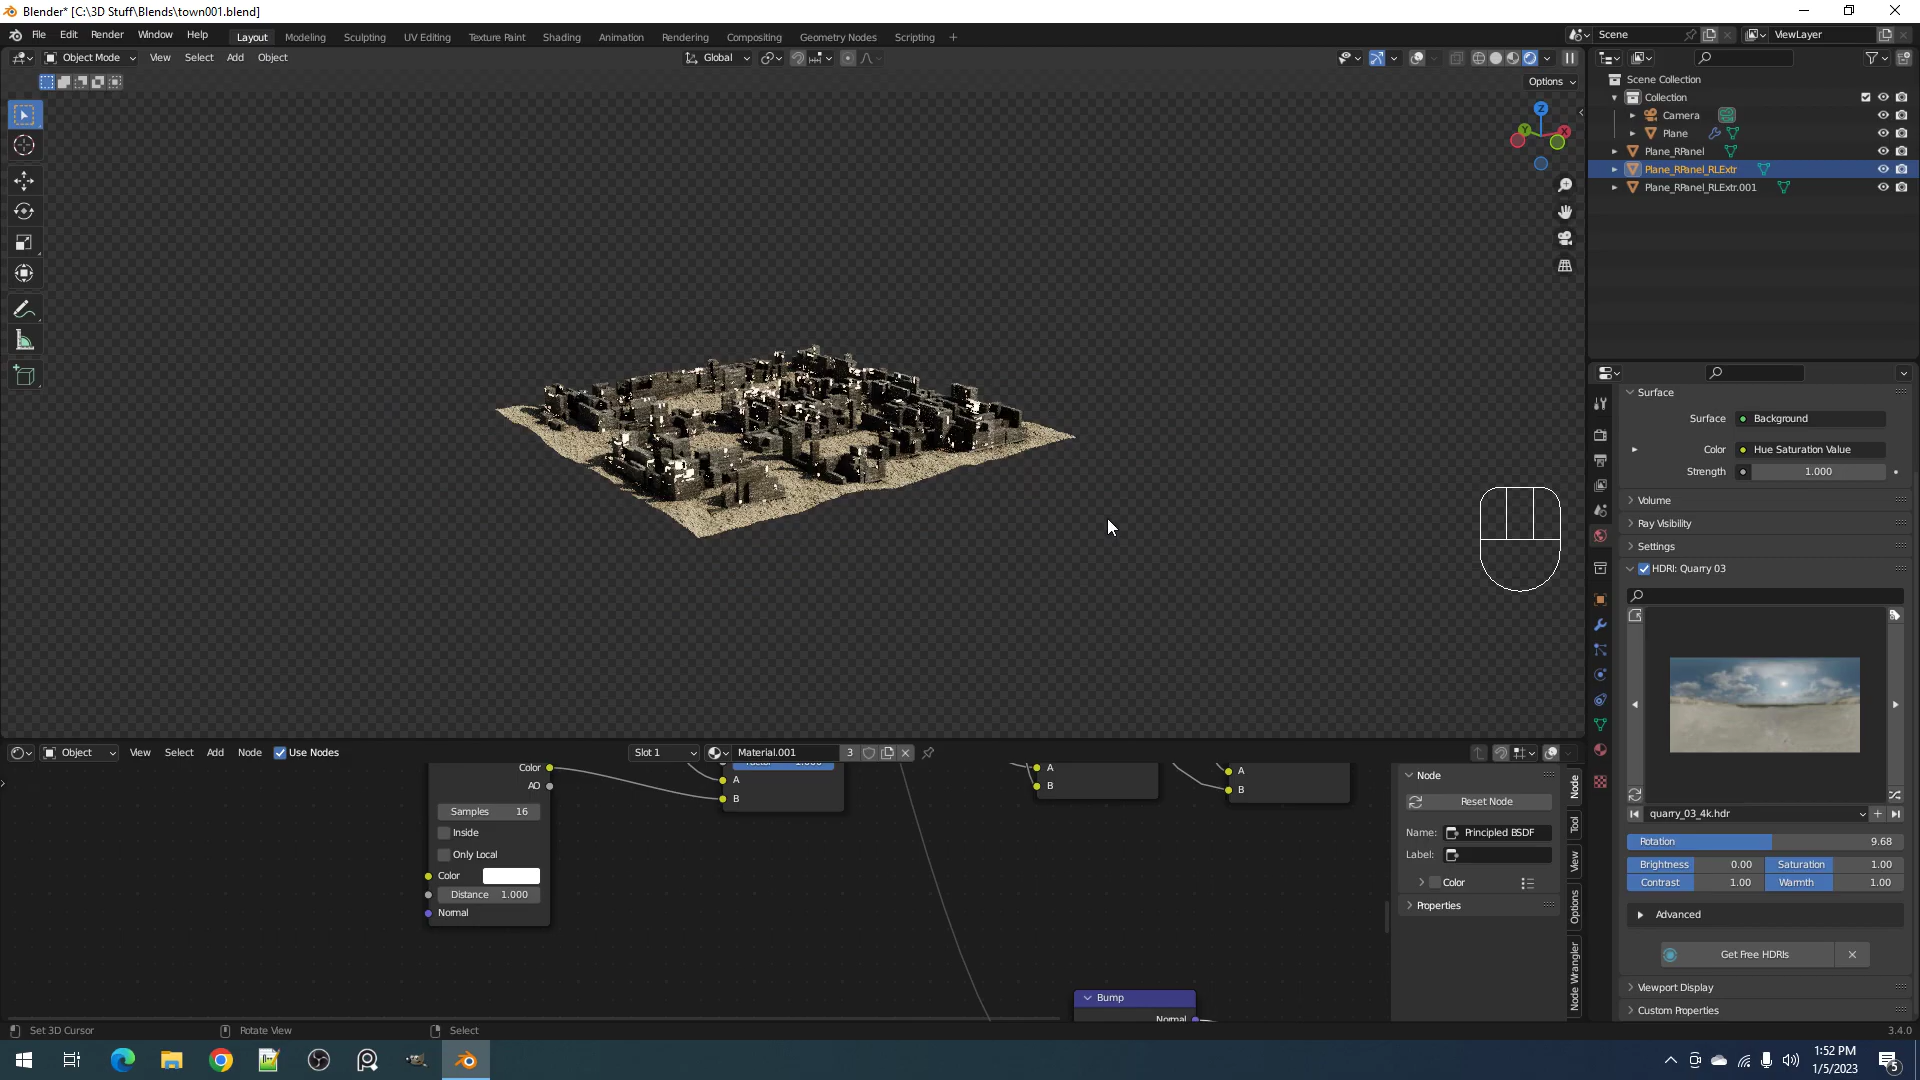 Blender* [C:\3D Stuff\Blends\town001.blend]
File Edit Render Window Help Layout Modeling Sculpting UV Editing Texture Paint Shading Animation Rendering Compositing Geometry Nodes Scripting + Scene ViewLayer
Object Mode View Select Add Object Global
Options
Z
Y
X
Scene Collection
Collection
Camera
Plane
Plane_RPanel
Plane_RPanel_RLExtr
Plane_RPanel_RLExtr.001
Surface
Surface Background
Color Hue Saturation Value
Strength 1.000
Volume
Ray Visibility
Settings
HDRI: Quarry 03
quarry_03_4k.hdr
Rotation 9.68
Brightness 0.00 Saturation 1.00
Contrast 1.00 Warmth 1.00
Advanced
Get Free HDRIs
Viewport Display
Custom Properties
Object View Select Add Node Use Nodes Slot 1 Material.001 3
Color
AO
Samples 16
Inside
Only Local
Color
Distance 1.000
Normal
A
B
A
B
A
B
Bump
Normal
Node
Reset Node
Name: Principled BSDF
Label:
Color
Properties
Node
Tool
View
Options
Node Wrangler
Set 3D Cursor Rotate View Select 3.4.0
1:52 PM
1/5/2023
5